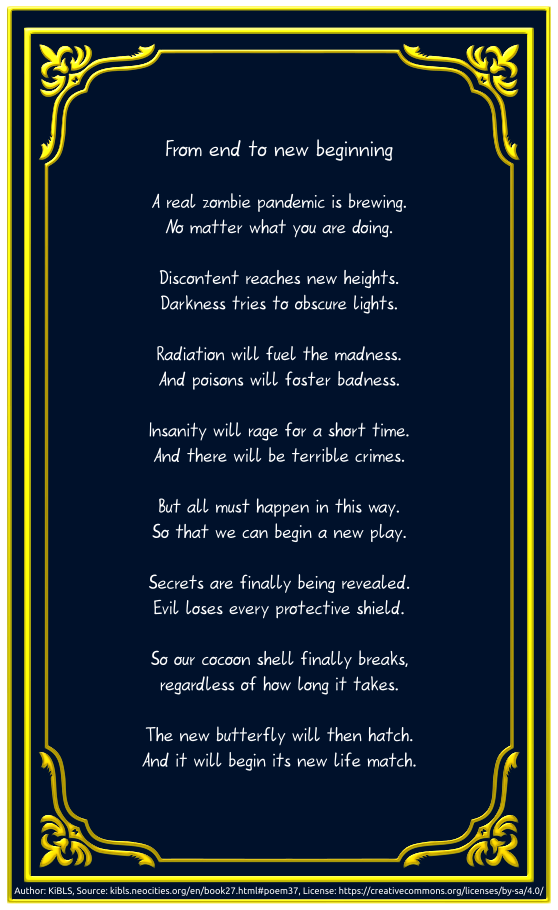 From end to new beginning
A real zombie pandemic is brewing.
No matter what you are doing.
Discontent reaches new heights.
Darkness tries to obscure lights.
Radiation will fuel the madness.
And poisons will foster badness.
Insanity will rage for a short time.
And there will be terrible crimes.
But all must happen in this way.
So that we can begin a new play.
Secrets are finally being revealed.
Evil loses every protective shield.
So our cocoon shell finally breaks,
regardless of how long it takes.
The new butterfly will then hatch.
And it will begin its new life match.
Author: KiBLS, Source: kibls.neocities.org/en/book27.html#poem37, License: https://creativecommons.org/licenses/by-sa/4.0/